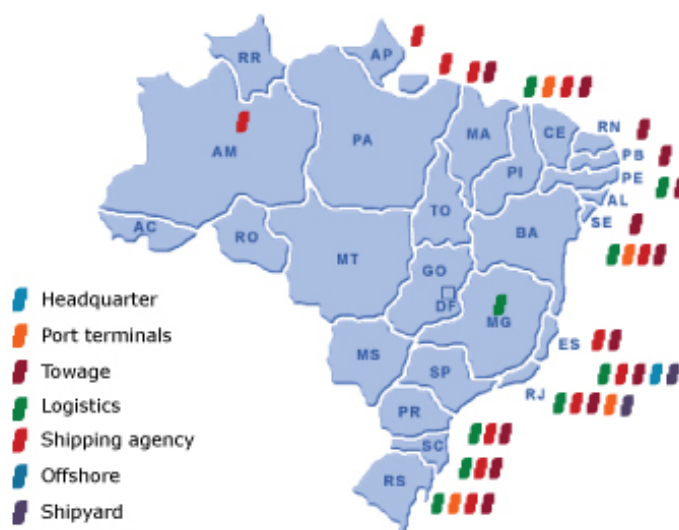 RR
AP
AM
PA
MA
CE
RN
PB
PI
PE
AL
SE
AC
RO
TO
BA
MT
GO
DF
MG
ES
MS
SP
RJ
PR
SC
RS
Headquarter
Port terminals
Towage
Logistics
Shipping agency
Offshore
Shipyard